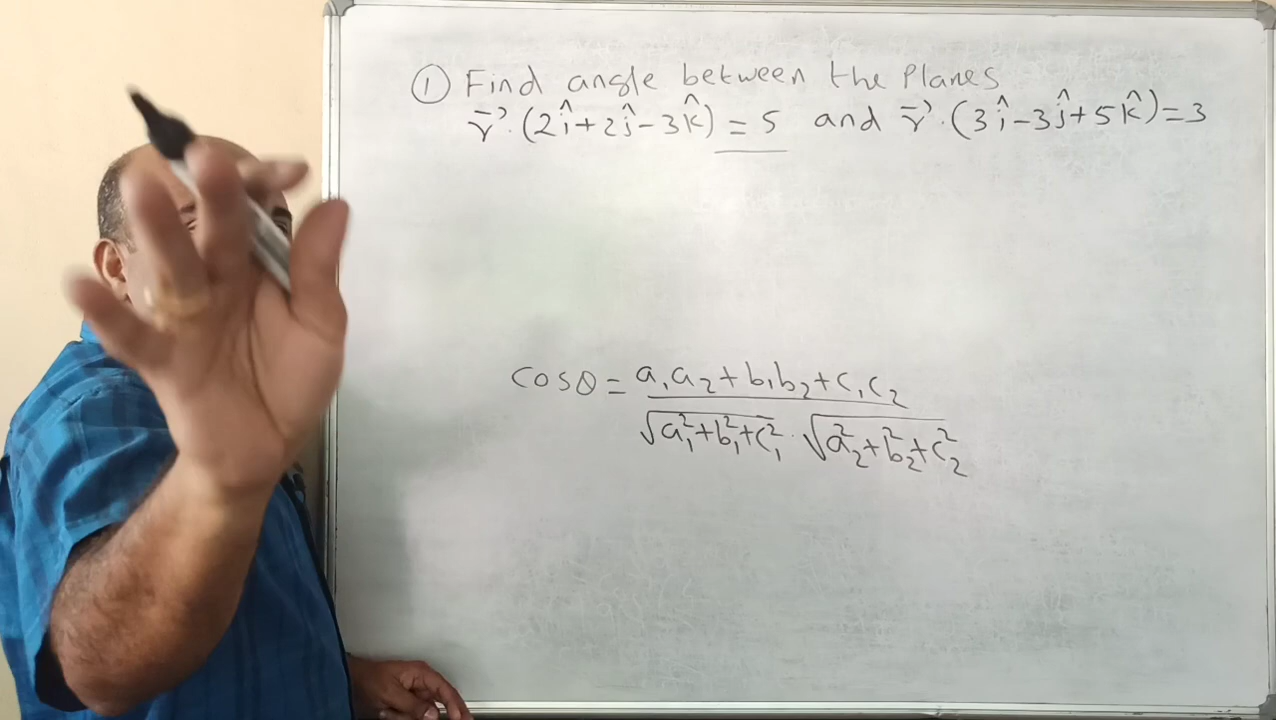 ① Find angle between the Planes
r⃗·(2î+2ĵ-3k̂) = 5 and r⃗·(3î-3ĵ+5k̂)=3
cosθ = a₁a₂+b₁b₂+c₁c₂
√a₁²+b₁²+c₁² · √a₂²+b₂²+c₂²